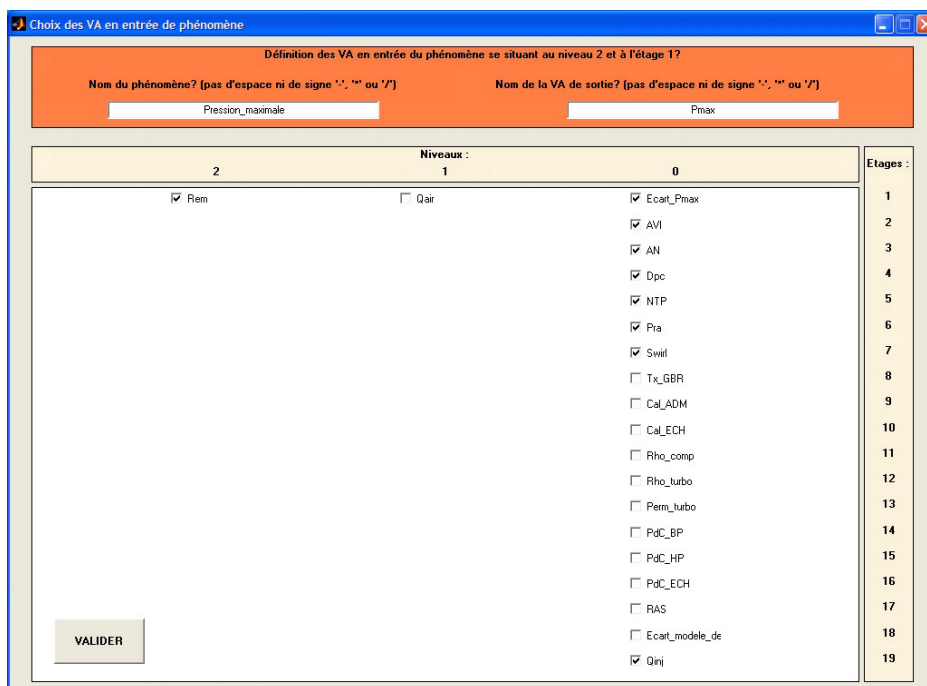 Choix des VA en entrée de phénomène
Définition des VA en entrée du phénomène se situant au niveau 2 et à l'étage 1?
Nom du phénomène? (pas d'espace ni de signe '-', '*' ou '/') Nom de la VA de sortie? (pas d'espace ni de signe '-', '*' ou '/')
Pression_maximale Pmax
Niveaux :
2 1 0 Etages :
Rem Qair Ecart_Pmax 1
AVI 2
AN 3
Dpc 4
NTP 5
Pra 6
Swirl 7
Tx_GBR 8
Cal_ADM 9
Cal_ECH 10
Rho_comp 11
Rho_turbo 12
Perm_turbo 13
PdC_BP 14
PdC_HP 15
PdC_ECH 16
RAS 17
VALIDER Ecart_modele_de 18
Qinj 19